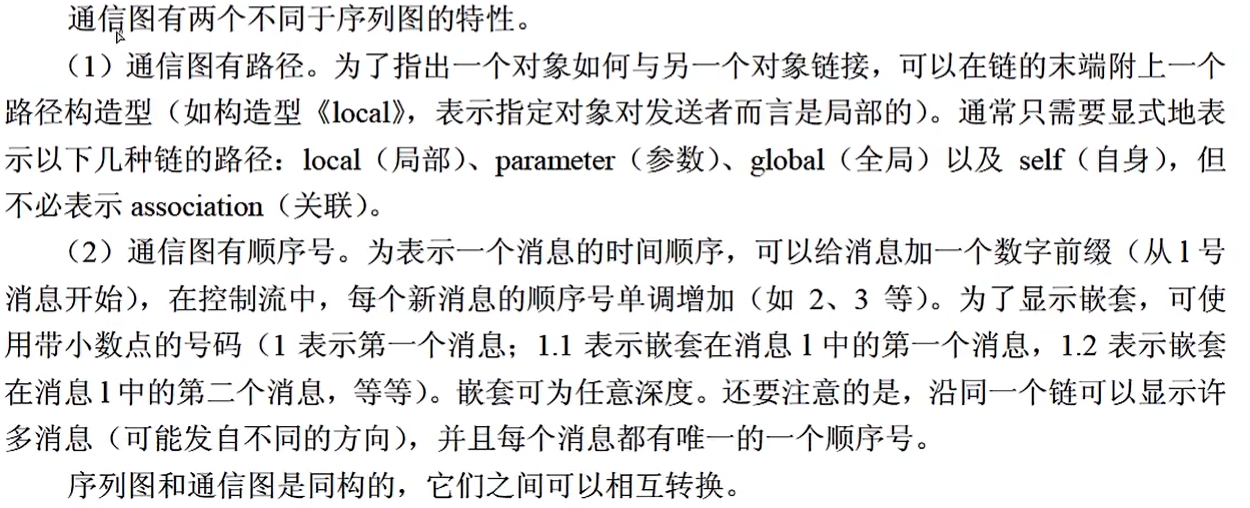 通信图有两个不同于序列图的特性。
（1）通信图有路径。为了指出一个对象如何与另一个对象链接，可以在链的末端附上一个
路径构造型（如构造型《local》，表示指定对象对发送者而言是局部的）。通常只需要显式地表
示以下几种链的路径：local（局部）、parameter（参数）、global（全局）以及 self（自身），但
不必表示 association（关联）。
（2）通信图有顺序号。为表示一个消息的时间顺序，可以给消息加一个数字前缀（从 l 号
消息开始），在控制流中，每个新消息的顺序号单调增加（如 2、3 等）。为了显示嵌套，可使
用带小数点的号码（1 表示第一个消息；1.1 表示嵌套在消息 l 中的第一个消息，1.2 表示嵌套
在消息 l 中的第二个消息，等等）。嵌套可为任意深度。还要注意的是，沿同一个链可以显示许
多消息（可能发自不同的方向），并且每个消息都有唯一的一个顺序号。
序列图和通信图是同构的，它们之间可以相互转换。